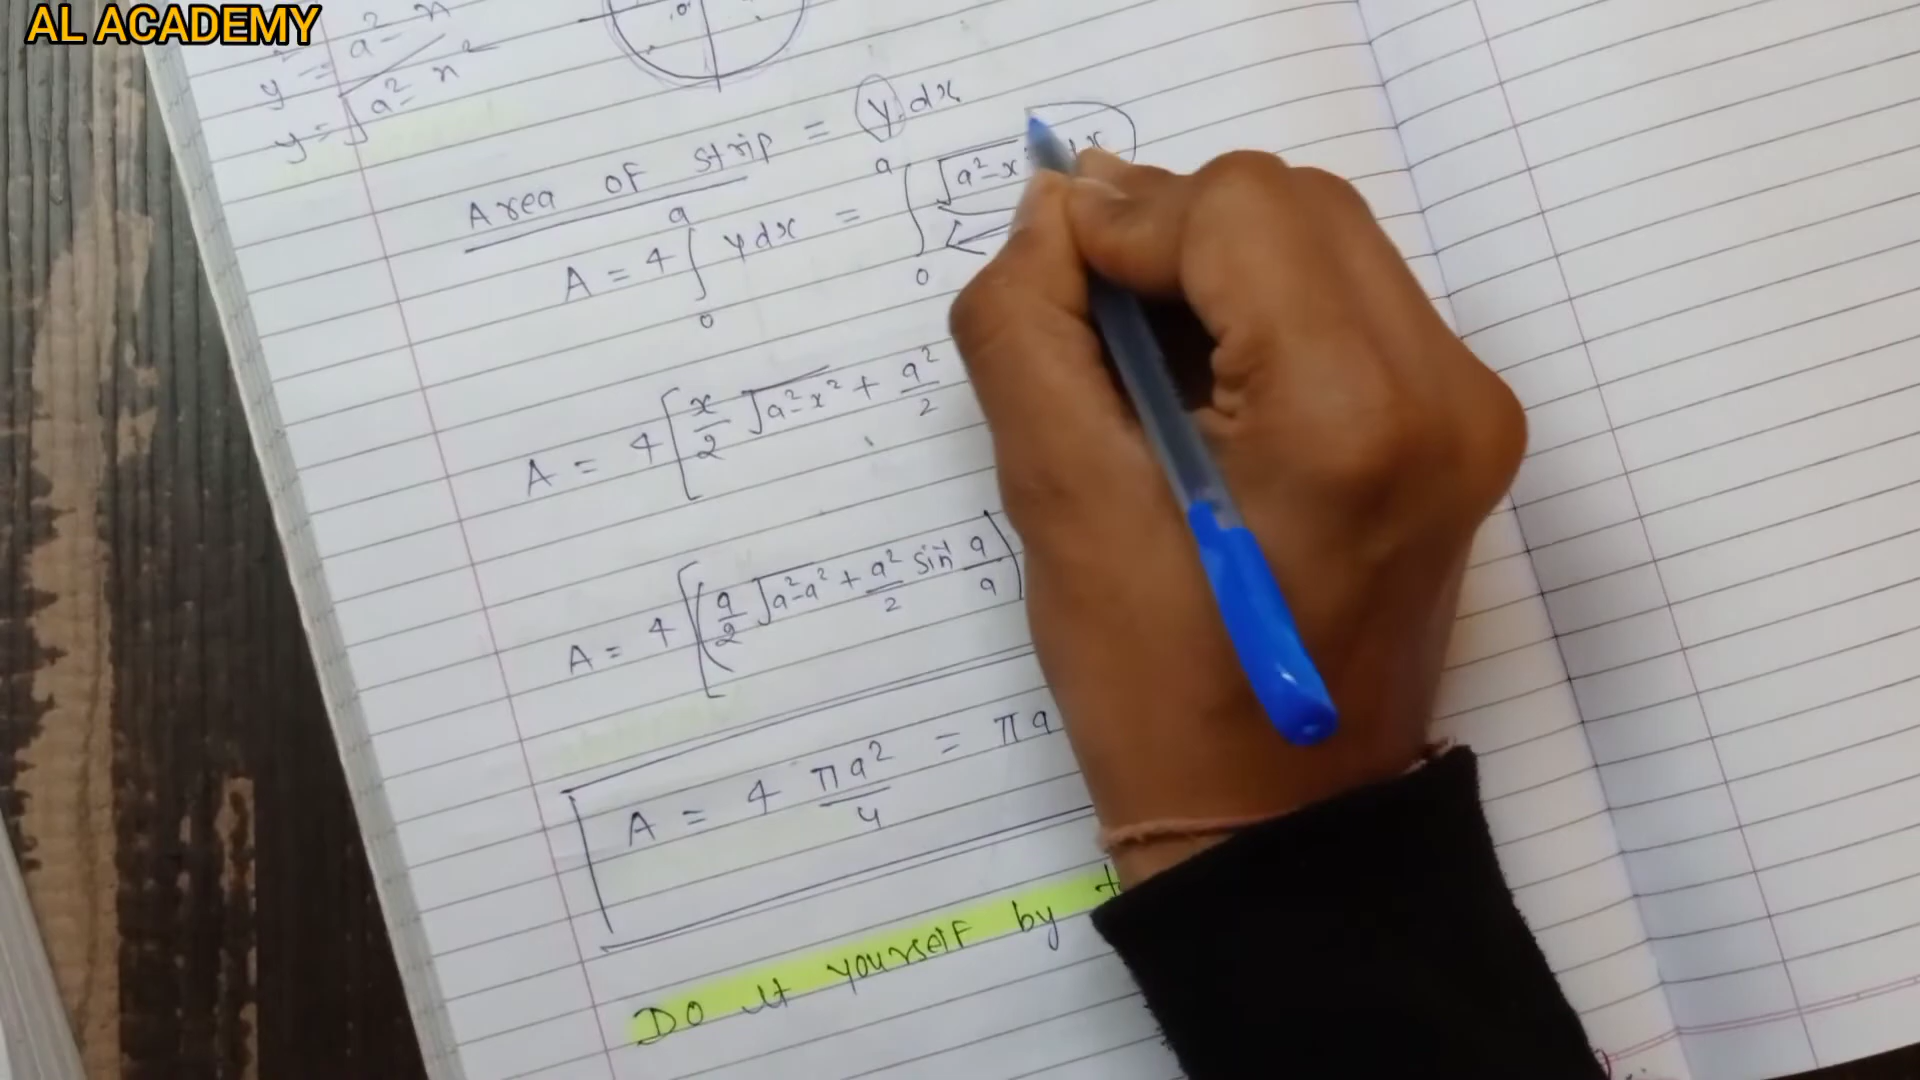 AL ACADEMY
y² = a² - x²
y = √a² - x²
Area of strip = y.dx
A = 4 ∫₀ᵃ y dx = ∫₀ᵃ √a²-x² dx
A = 4 [ x/2 √a²-x² + a²/2
A = 4 [ ( a/2 √a²-a² + a²/2 sin⁻¹ a/a )
A = 4 πa²/4 = πa
Do it yourself by